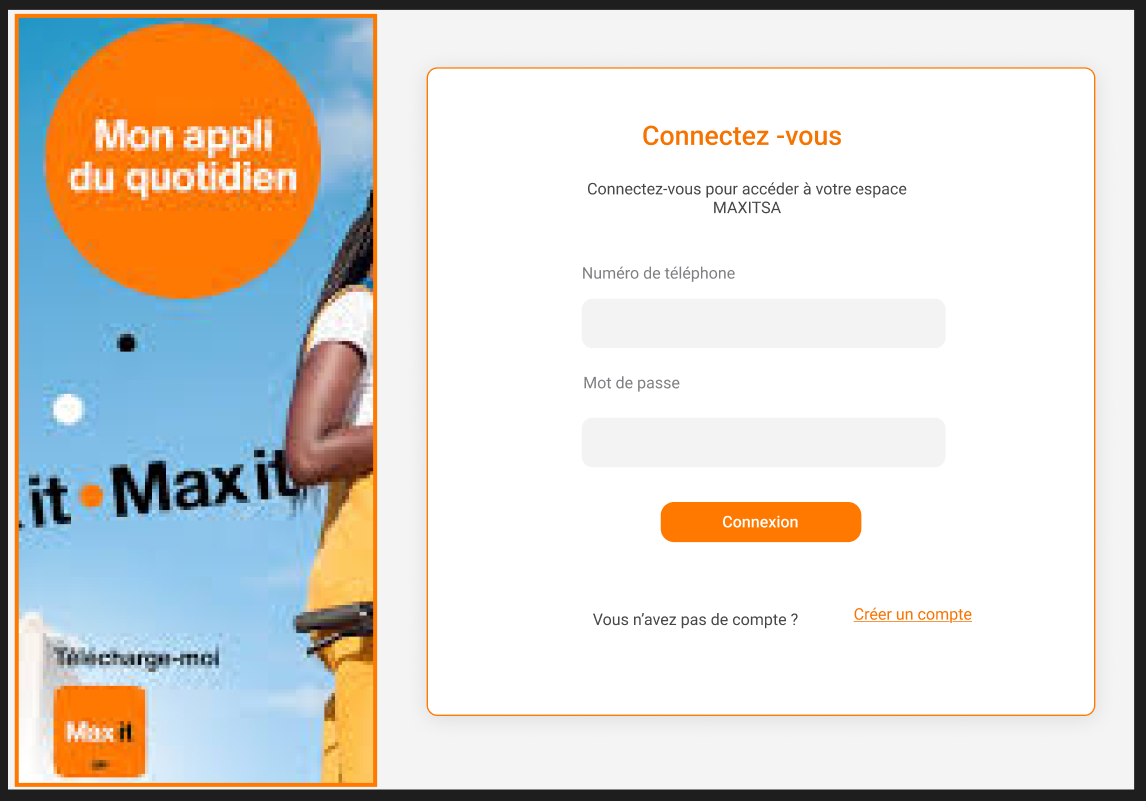 Mon appli
du quotidien
it • Max it
Télécharge-moi
Max it
Connectez -vous
Connectez-vous pour accéder à votre espace
MAXITSA
Numéro de téléphone
Mot de passe
Connexion
Vous n’avez pas de compte ?
Créer un compte